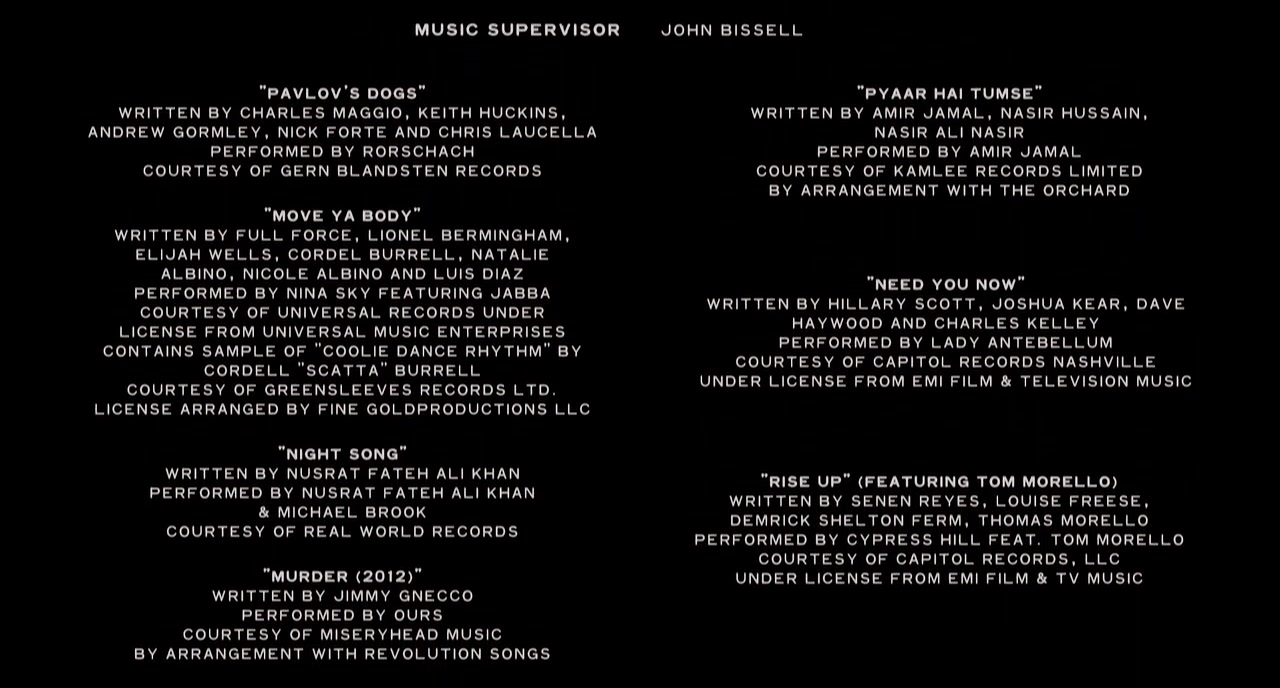 MUSIC SUPERVISOR JOHN BISSELL
"PAVLOV'S DOGS"
WRITTEN BY CHARLES MAGGIO, KEITH HUCKINS,
ANDREW GORMLEY, NICK FORTE AND CHRIS LAUCELLA
PERFORMED BY RORSCHACH
COURTESY OF GERN BLANDSTEN RECORDS
"MOVE YA BODY"
WRITTEN BY FULL FORCE, LIONEL BERMINGHAM,
ELIJAH WELLS, CORDEL BURRELL, NATALIE
ALBINO, NICOLE ALBINO AND LUIS DIAZ
PERFORMED BY NINA SKY FEATURING JABBA
COURTESY OF UNIVERSAL RECORDS UNDER
LICENSE FROM UNIVERSAL MUSIC ENTERPRISES
CONTAINS SAMPLE OF "COOLIE DANCE RHYTHM" BY
CORDELL "SCATTA" BURRELL
COURTESY OF GREENSLEEVES RECORDS LTD.
LICENSE ARRANGED BY FINE GOLDPRODUCTIONS LLC
"NIGHT SONG"
WRITTEN BY NUSRAT FATEH ALI KHAN
PERFORMED BY NUSRAT FATEH ALI KHAN
& MICHAEL BROOK
COURTESY OF REAL WORLD RECORDS
"MURDER (2012)"
WRITTEN BY JIMMY GNECCO
PERFORMED BY OURS
COURTESY OF MISERYHEAD MUSIC
BY ARRANGEMENT WITH REVOLUTION SONGS
"PYAAR HAI TUMSE"
WRITTEN BY AMIR JAMAL, NASIR HUSSAIN,
NASIR ALI NASIR
PERFORMED BY AMIR JAMAL
COURTESY OF KAMLEE RECORDS LIMITED
BY ARRANGEMENT WITH THE ORCHARD
"NEED YOU NOW"
WRITTEN BY HILLARY SCOTT, JOSHUA KEAR, DAVE
HAYWOOD AND CHARLES KELLEY
PERFORMED BY LADY ANTEBELLUM
COURTESY OF CAPITOL RECORDS NASHVILLE
UNDER LICENSE FROM EMI FILM & TELEVISION MUSIC
"RISE UP" (FEATURING TOM MORELLO)
WRITTEN BY SENEN REYES, LOUISE FREESE,
DEMRICK SHELTON FERM, THOMAS MORELLO
PERFORMED BY CYPRESS HILL FEAT. TOM MORELLO
COURTESY OF CAPITOL RECORDS, LLC
UNDER LICENSE FROM EMI FILM & TV MUSIC